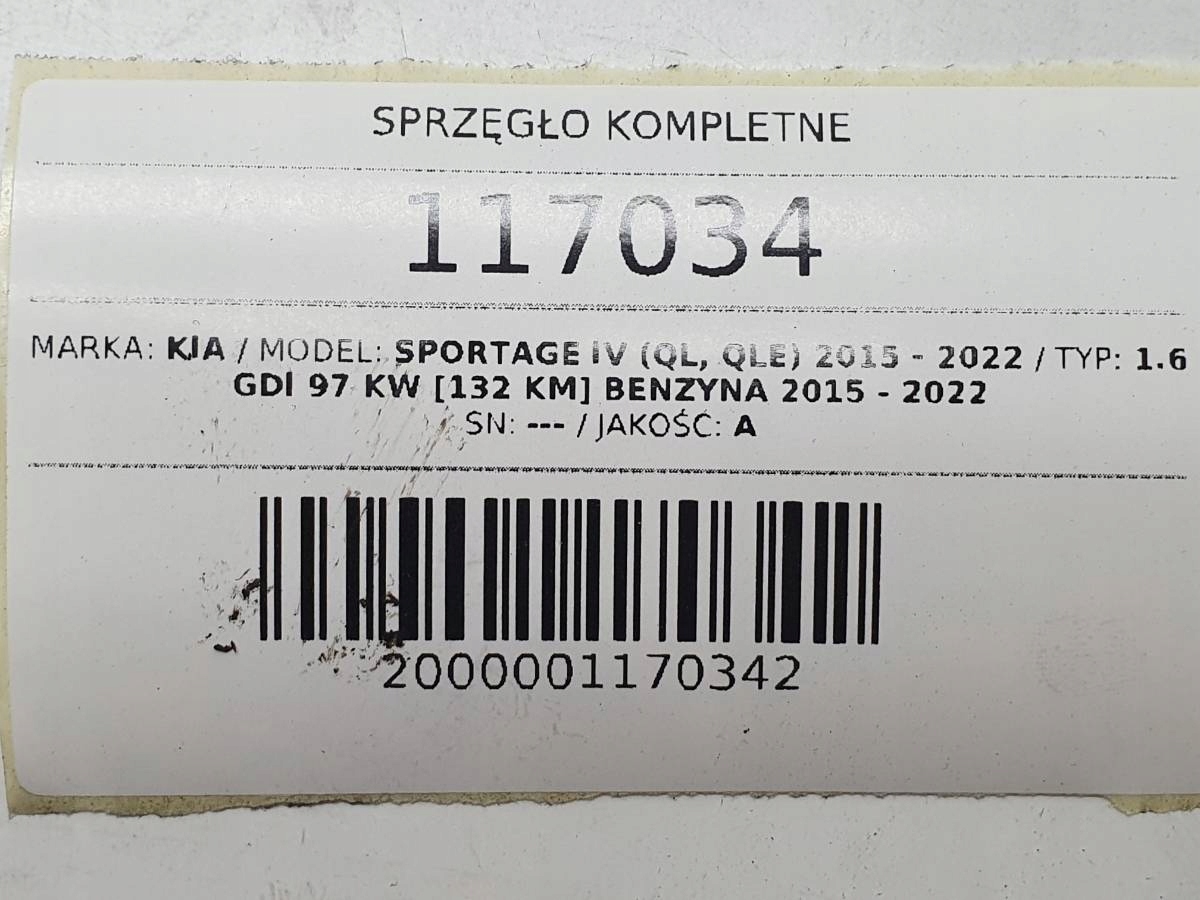 SPRZĘGŁO KOMPLETNE
117034
MARKA: KIA / MODEL: SPORTAGE IV (QL, QLE) 2015 - 2022 / TYP: 1.6
GDI 97 KW [132 KM] BENZYNA 2015 - 2022
SN: --- / JAKOŚĆ: A
2000001170342